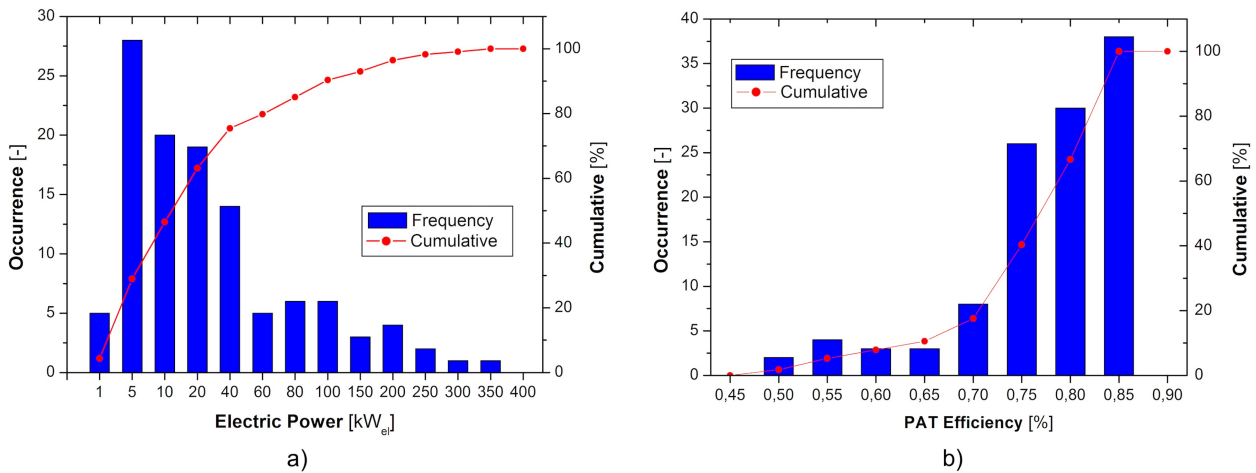 30
25
20
15
10
5
0
Occurrence [-]
100
80
60
40
20
0
Cumulative [%]
Frequency
Cumulative
1 5 10 20 40 60 80 100 150 200 250 300 350 400
Electric Power [kWel]
a)
40
35
30
25
20
15
10
5
0
Occurrence [-]
Frequency
Cumulative
100
80
60
40
20
0
Cumulative [%]
0,45 0,50 0,55 0,60 0,65 0,70 0,75 0,80 0,85 0,90
PAT Efficiency [%]
b)